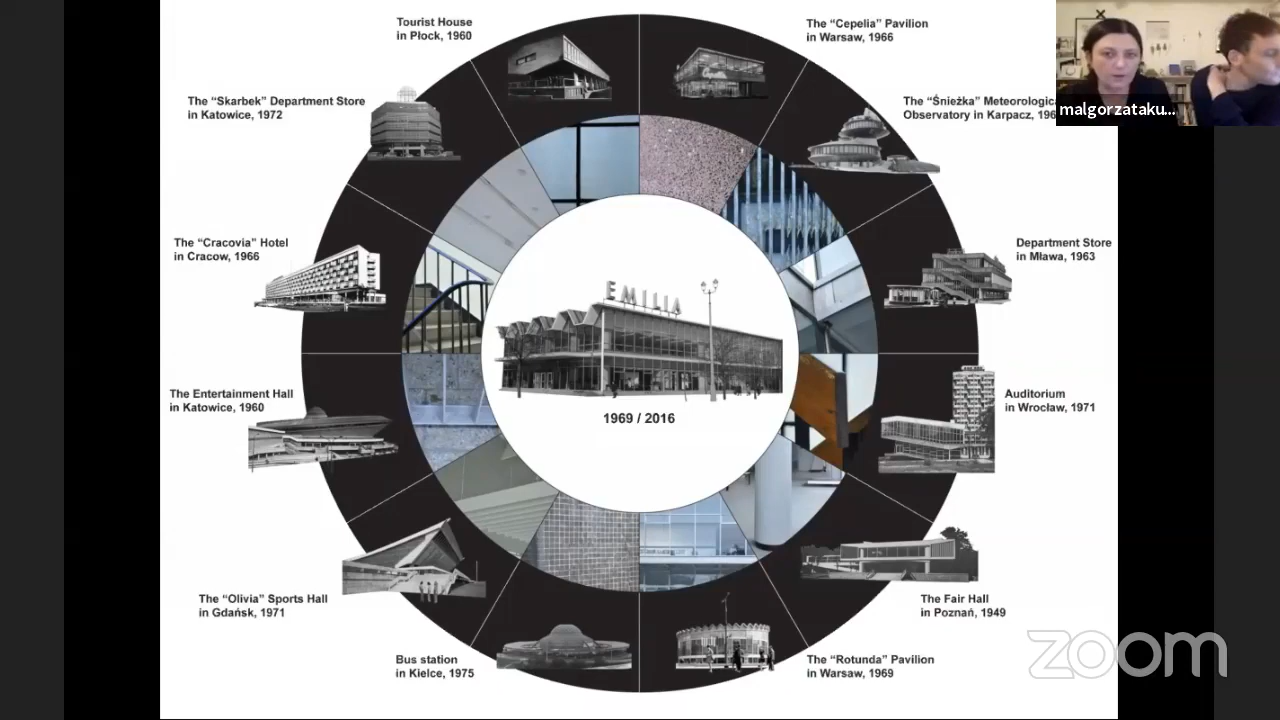 Tourist House
in Płock, 1960
The “Cepelia” Pavilion
in Warsaw, 1966
The “Skarbek” Department Store
in Katowice, 1972
The “Śnieżka” Meteorologica
Observatory in Karpacz, 196
malgorzataku...
The “Cracovia” Hotel
in Cracow, 1966
Department Store
in Mława, 1963
EMILIA
1969 / 2016
The Entertainment Hall
in Katowice, 1960
Auditorium
in Wrocław, 1971
The “Olivia” Sports Hall
in Gdańsk, 1971
The Fair Hall
in Poznań, 1949
Bus station
in Kielce, 1975
The “Rotunda” Pavilion
in Warsaw, 1969
zoom